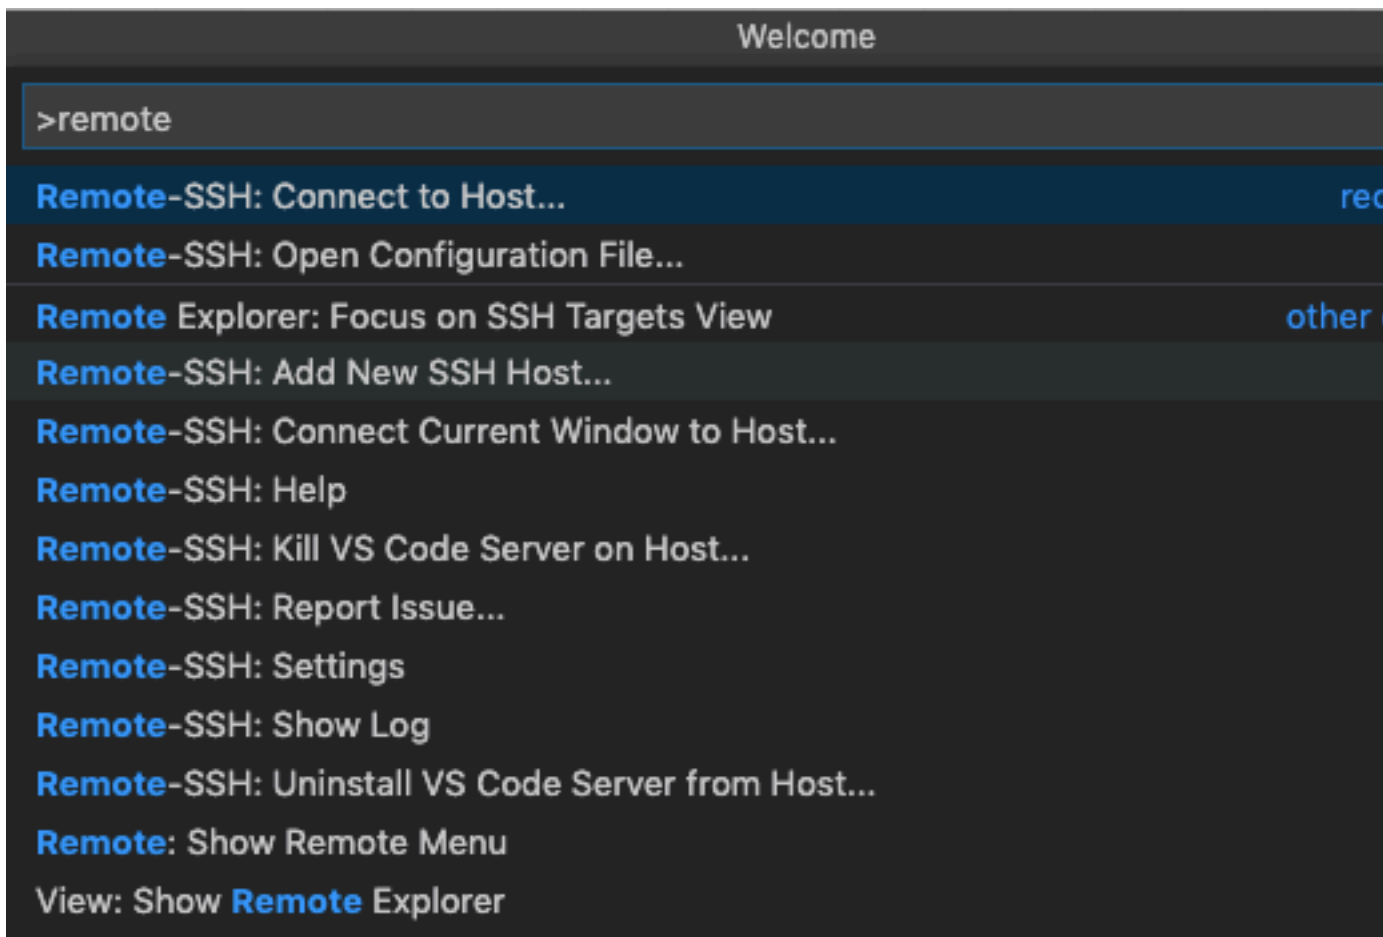 Welcome
>remote
Remote-SSH: Connect to Host...
Remote-SSH: Open Configuration File...
Remote Explorer: Focus on SSH Targets View other
Remote-SSH: Add New SSH Host...
Remote-SSH: Connect Current Window to Host...
Remote-SSH: Help
Remote-SSH: Kill VS Code Server on Host...
Remote-SSH: Report Issue...
Remote-SSH: Settings
Remote-SSH: Show Log
Remote-SSH: Uninstall VS Code Server from Host...
Remote: Show Remote Menu
View: Show Remote Explorer